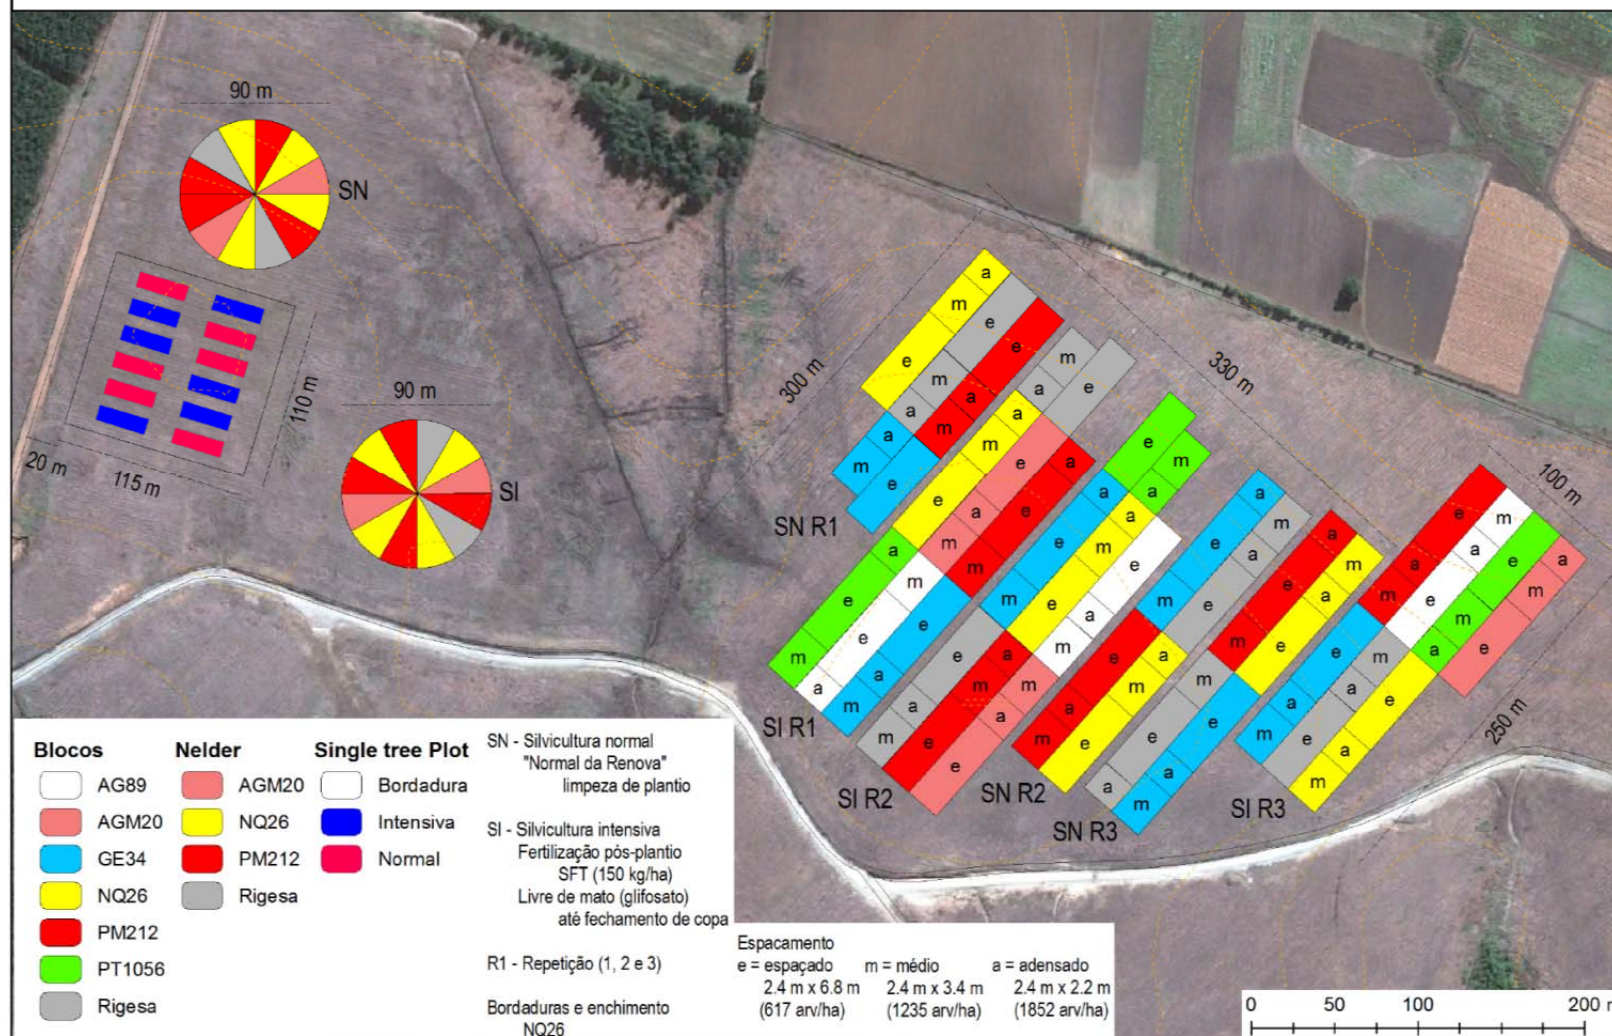 90 m
SN
90 m
SI
110 m
20 m
115 m
300 m
330 m
100 m
250 m
a
m
e
e
m
a
e
a
m
a
m
e
m
a
e
SN R1
a
m
e
e
a
m
a
e
m
a
e
m
m
e
a
e
a
m
SI R1
e
m
a
a
e
m
a
m
e
e
a
m
e
a
m
a
m
e
m
a
e
SI R2
a
e
m
m
a
e
e
a
m
a
m
e
SN R2
a
e
m
m
a
e
m
e
a
e
a
m
SN R3
e
a
m
m
a
e
e
m
a
a
m
e
e
a
m
m
a
e
e
a
m
SI R3
Blocos
AG89
AGM20
GE34
NQ26
PM212
PT1056
Rigesa
Nelder
AGM20
NQ26
PM212
Rigesa
Single tree Plot
Bordadura
Intensiva
Normal
SN - Silvicultura normal
"Normal da Renova"
limpeza de plantio
SI - Silvicultura intensiva
Fertilização pós-plantio
SFT (150 kg/ha)
Livre de mato (glifosato)
até fechamento de copa
R1 - Repetição (1, 2 e 3)
Bordaduras e enchimento
NQ26
Espacamento
e = espaçado m = médio a = adensado
2.4 m x 6.8 m 2.4 m x 3.4 m 2.4 m x 2.2 m
(617 arv/ha) (1235 arv/ha) (1852 arv/ha)
0 50 100 200